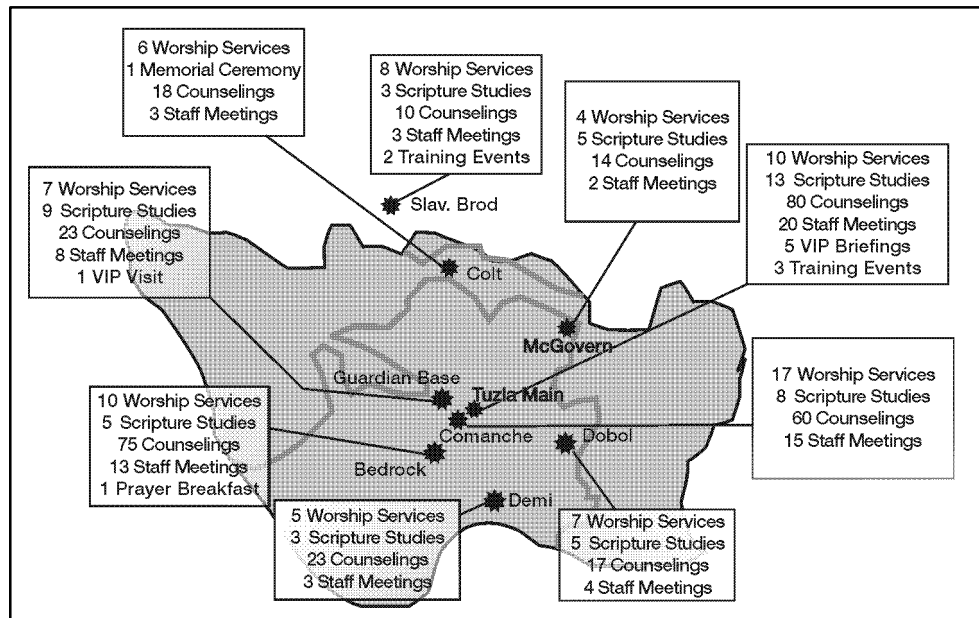 6 Worship Services
1 Memorial Ceremony
18 Counselings
3 Staff Meetings
8 Worship Services
3 Scripture Studies
10 Counselings
3 Staff Meetings
2 Training Events
4 Worship Services
5 Scripture Studies
14 Counselings
2 Staff Meetings
10 Worship Services
13 Scripture Studies
80 Counselings
20 Staff Meetings
5 VIP Briefings
3 Training Events
7 Worship Services
9 Scripture Studies
23 Counselings
8 Staff Meetings
1 VIP Visit
Slav. Brod
Colt
McGovern
Guardian Base
Tuzla Main
Comanche
Dobol
Bedrock
Demi
17 Worship Services
8 Scripture Studies
60 Counselings
15 Staff Meetings
10 Worship Services
5 Scripture Studies
75 Counselings
13 Staff Meetings
1 Prayer Breakfast
5 Worship Services
3 Scripture Studies
23 Counselings
3 Staff Meetings
7 Worship Services
5 Scripture Studies
17 Counselings
4 Staff Meetings